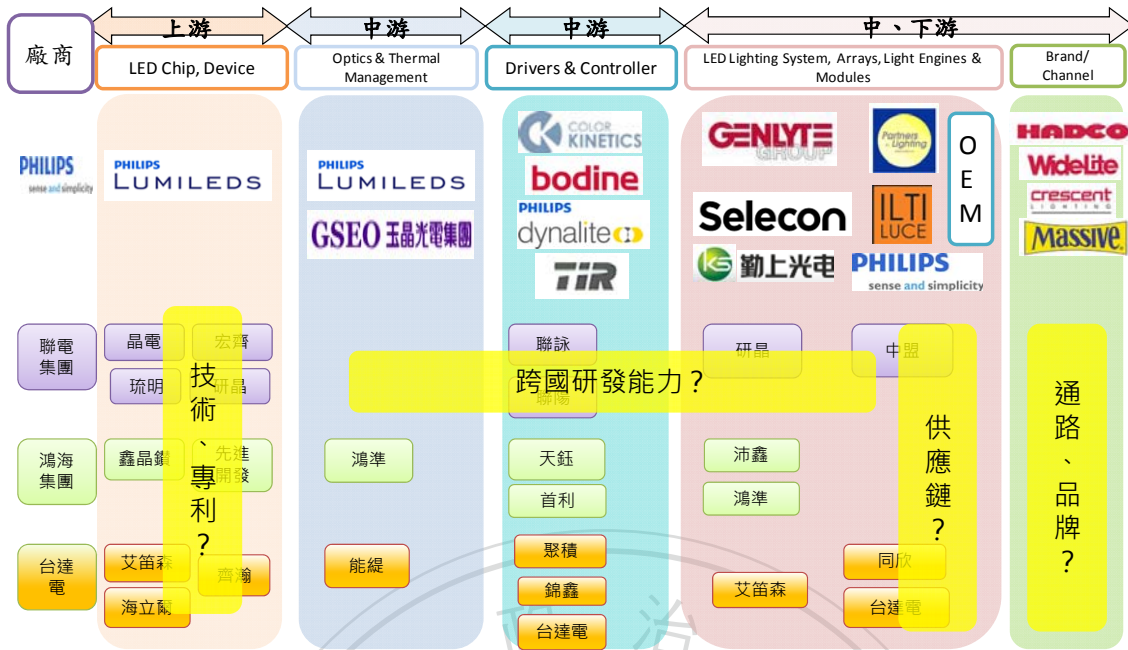 上游
中游
中游
中、下游
廠商
LED Chip, Device
Optics & Thermal
Management
Drivers & Controller
LED Lighting System, Arrays, Light Engines &
Modules
Brand/
Channel
PHILIPS
sense and simplicity
PHILIPS
LUMILEDS
PHILIPS
LUMILEDS
GSEO 玉晶光電集團
COLOR
KINETICS
bodine
PHILIPS
dynalite
TIR
GENLYTE
GROUP
Partners
in Lighting
Selecon
ILTI
LUCE
KS 勤上光电
PHILIPS
sense and simplicity
OEM
HADCO
WideLite
crescent
LIGHTING
MASSIVE
聯電
集團
晶電
宏齊
琉明
研晶
聯詠
聯陽
研晶
中盟
鴻海
集團
鑫晶鑽
先進
開發
鴻準
天鈺
首利
沛鑫
鴻準
台達
電
艾笛森
齊瀚
海立爾
能緹
聚積
錦鑫
台達電
艾笛森
同欣
台達電
技術、專利？
跨國研發能力？
供應鏈？
通路、品牌？
政治